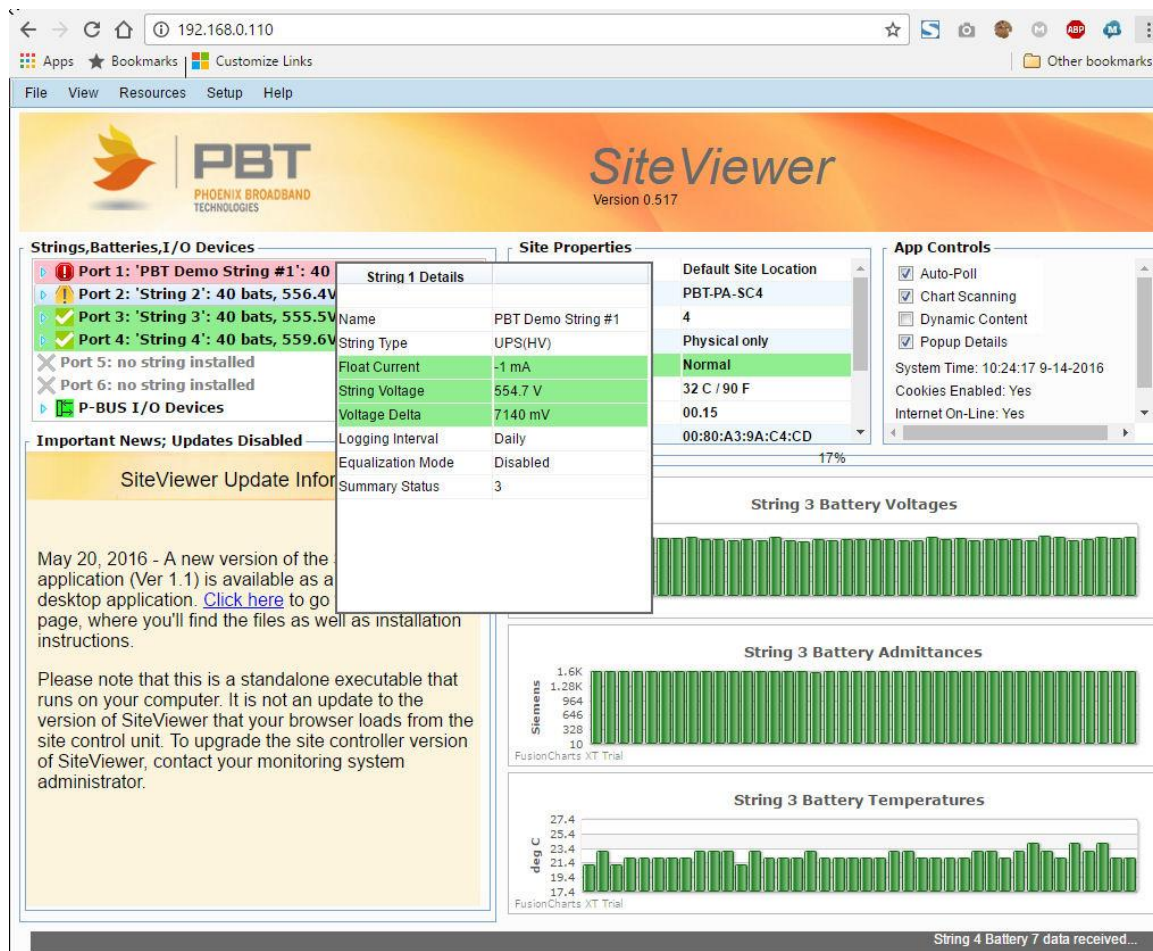 192.168.0.110
ABP
Apps Bookmarks Customize Links Other bookmarks
File View Resources Setup Help
PBT
PHOENIX BROADBAND
TECHNOLOGIES
SiteViewer
Version 0.517
Strings,Batteries,I/O Devices
Port 1: 'PBT Demo String #1': 40
Port 2: 'String 2': 40 bats, 556.4V
Port 3: 'String 3': 40 bats, 555.5V
Port 4: 'String 4': 40 bats, 559.6V
Port 5: no string installed
Port 6: no string installed
P-BUS I/O Devices
String 1 Details
Name PBT Demo String #1
String Type UPS(HV)
Float Current -1 mA
String Voltage 554.7 V
Voltage Delta 7140 mV
Logging Interval Daily
Equalization Mode Disabled
Summary Status 3
Site Properties
Default Site Location
PBT-PA-SC4
4
Physical only
Normal
32 C / 90 F
00.15
00:80:A3:9A:C4:CD
17%
App Controls
Auto-Poll
Chart Scanning
Dynamic Content
Popup Details
System Time: 10:24:17 9-14-2016
Cookies Enabled: Yes
Internet On-Line: Yes
Important News; Updates Disabled
SiteViewer Update Infor
May 20, 2016 - A new version of the
application (Ver 1.1) is available as a
desktop application. Click here to go
page, where you'll find the files as well as installation
instructions.
Please note that this is a standalone executable that
runs on your computer. It is not an update to the
version of SiteViewer that your browser loads from the
site control unit. To upgrade the site controller version
of SiteViewer, contact your monitoring system
administrator.
String 3 Battery Voltages
String 3 Battery Admittances
Siemens
1.6K
1.28K
964
646
328
10
FusionCharts XT Trial
String 3 Battery Temperatures
deg C
27.4
25.4
23.4
21.4
19.4
17.4
FusionCharts XT Trial
String 4 Battery 7 data received...